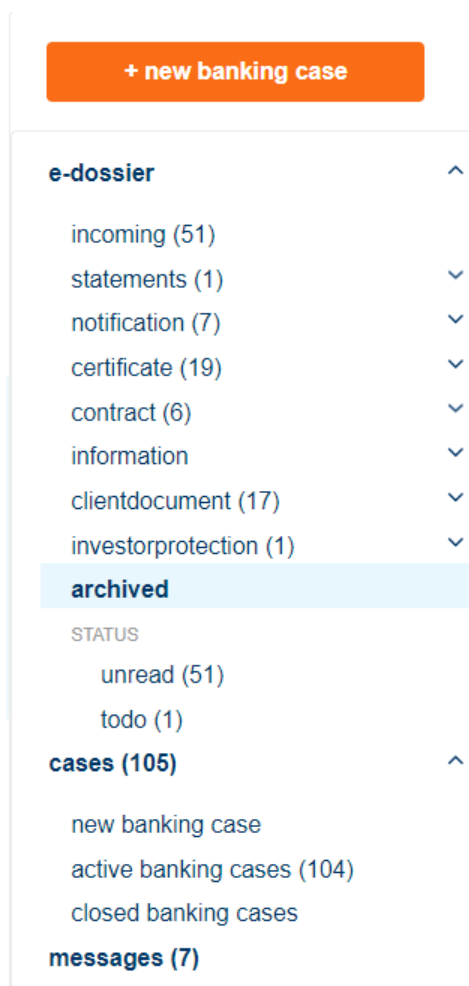 + new banking case
e-dossier
incoming (51)
statements (1)
notification (7)
certificate (19)
contract (6)
information
clientdocument (17)
investorprotection (1)
archived
STATUS
unread (51)
todo (1)
cases (105)
new banking case
active banking cases (104)
closed banking cases
messages (7)